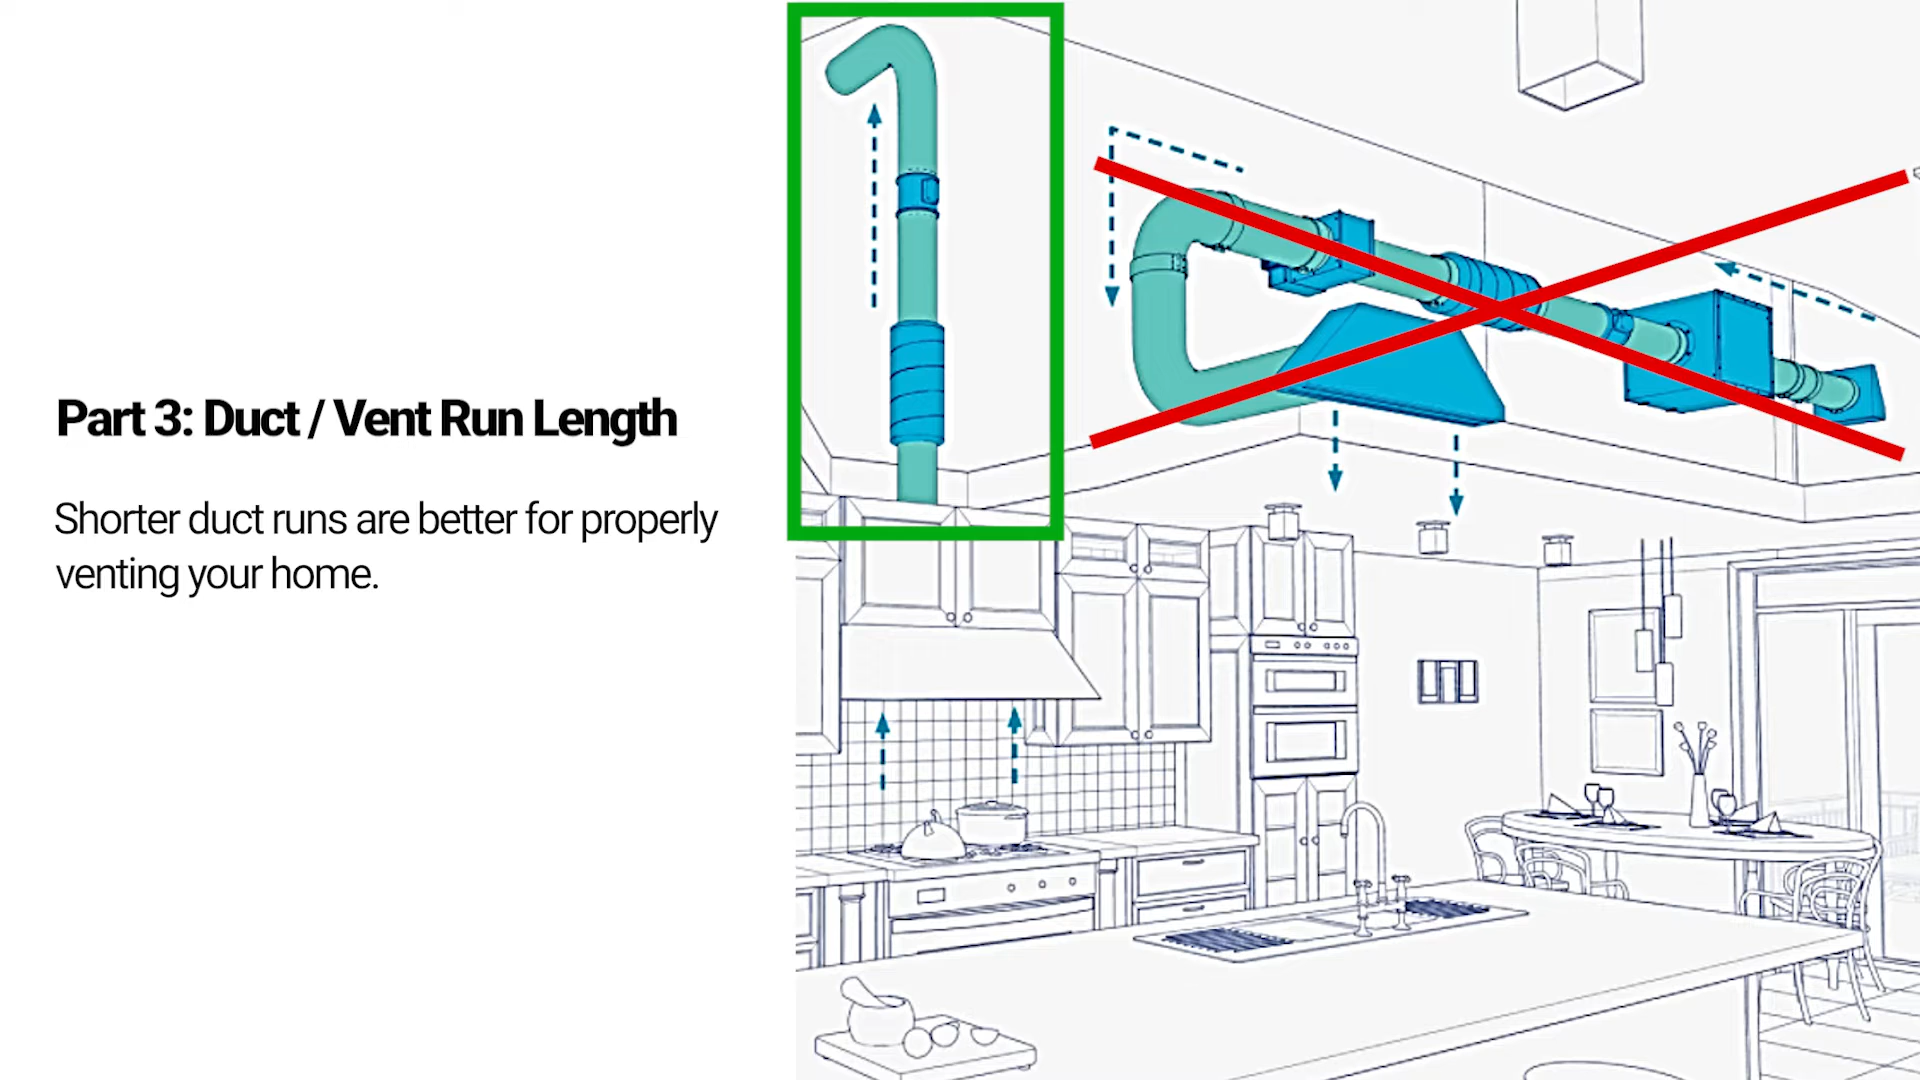 Part 3: Duct / Vent Run Length
Shorter duct runs are better for properly
venting your home.